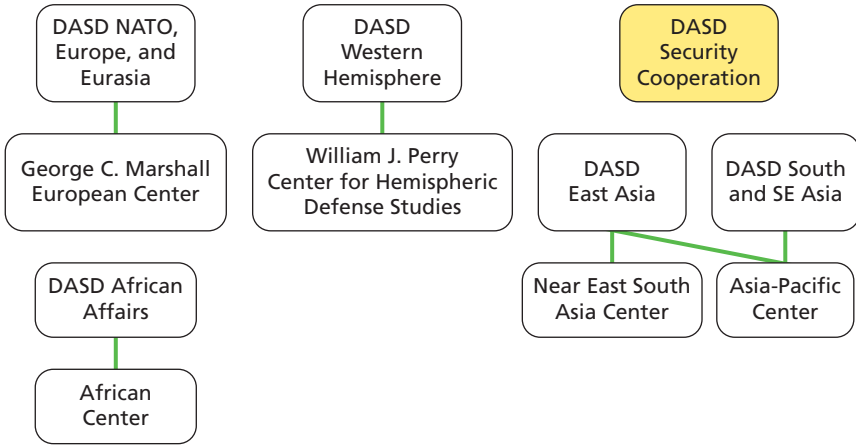 DASD NATO,
Europe, and
Eurasia
DASD
Western
Hemisphere
DASD
Security
Cooperation
George C. Marshall
European Center
William J. Perry
Center for Hemispheric
Defense Studies
DASD
East Asia
DASD South
and SE Asia
DASD African
Affairs
Near East South
Asia Center
Asia-Pacific
Center
African
Center